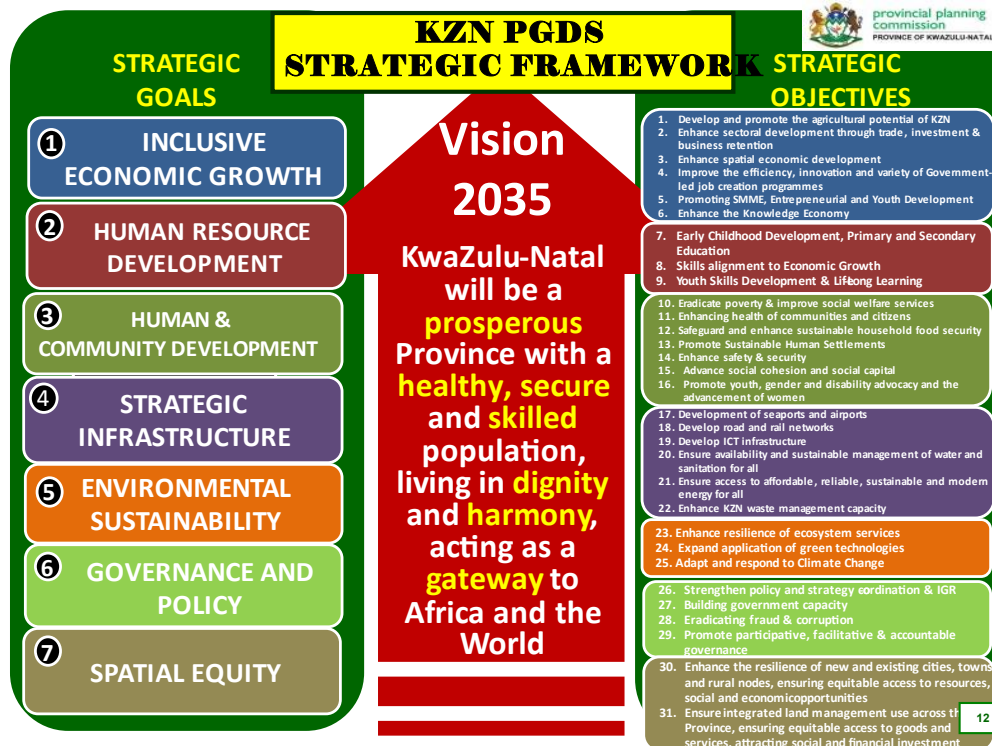 KZN PGDS
STRATEGIC FRAMEWORK
provincial planning
commission
PROVINCE OF KWAZULU-NATAL
STRATEGIC
GOALS
1
INCLUSIVE
ECONOMIC GROWTH
2
HUMAN RESOURCE
DEVELOPMENT
3
HUMAN &
COMMUNITY DEVELOPMENT
4
STRATEGIC
INFRASTRUCTURE
5
ENVIRONMENTAL
SUSTAINABILITY
6
GOVERNANCE AND
POLICY
7
SPATIAL EQUITY
Vision
2035
KwaZulu-Natal
will be a
prosperous
Province with a
healthy, secure
and skilled
population,
living in dignity
and harmony,
acting as a
gateway to
Africa and the
World
STRATEGIC
OBJECTIVES
1. Develop and promote the agricultural potential of KZN
2. Enhance sectoral development through trade, investment &
business retention
3. Enhance spatial economic development
4. Improve the efficiency, innovation and variety of Government-
led job creation programmes
5. Promoting SMME, Entrepreneurial and Youth Development
6. Enhance the Knowledge Economy
7. Early Childhood Development, Primary and Secondary
Education
8. Skills alignment to Economic Growth
9. Youth Skills Development & Life-Long Learning
10. Eradicate poverty & improve social welfare services
11. Enhancing health of communities and citizens
12. Safeguard and enhance sustainable household food security
13. Promote Sustainable Human Settlements
14. Enhance safety & security
15. Advance social cohesion and social capital
16. Promote youth, gender and disability advocacy and the
advancement of women
17. Development of seaports and airports
18. Develop road and rail networks
19. Develop ICT infrastructure
20. Ensure availability and sustainable management of water and
sanitation for all
21. Ensure access to affordable, reliable, sustainable and modern
energy for all
22. Enhance KZN waste management capacity
23. Enhance resilience of ecosystem services
24. Expand application of green technologies
25. Adapt and respond to Climate Change
26. Strengthen policy and strategy coordination & IGR
27. Building government capacity
28. Eradicating fraud & corruption
29. Promote participative, facilitative & accountable
governance
30. Enhance the resilience of new and existing cities, towns
and rural nodes, ensuring equitable access to resources,
social and economicopportunities
31. Ensure integrated land management use across th
Province, ensuring equitable access to goods and
services, attracting social and financial investment
12